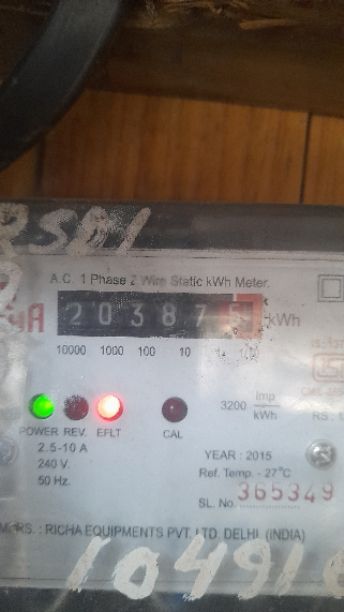 RSD1
A.C. 1 Phase 2 Wire Static kWh Meter.
20387 kWh
10000 1000 100 10
3200 imp/kWh
POWER REV. EFLT CAL
2.5-10 A
240 V.
50 Hz.
YEAR : 2015
Ref. Temp. - 27°C
SL. No. 365349
MFRS. : RICHA EQUIPMENTS PVT. LTD. DELHI. (INDIA)